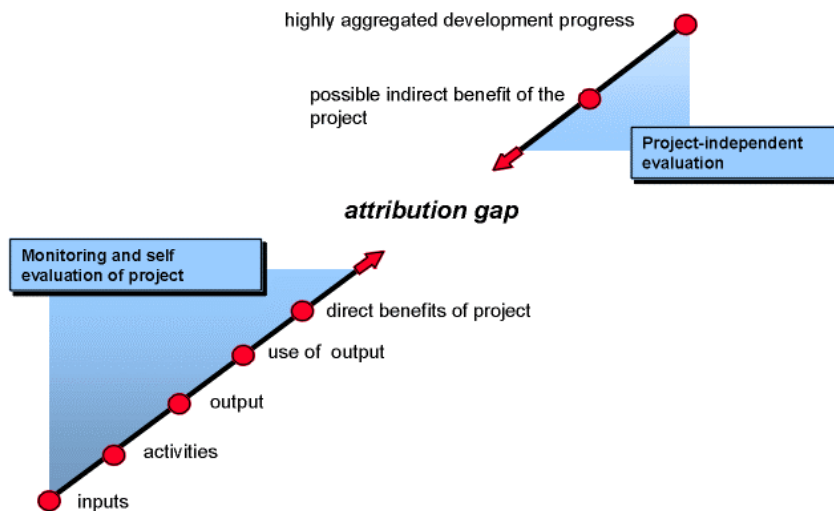 highly aggregated development progress
possible indirect benefit of the
project
Project-independent
evaluation
attribution gap
Monitoring and self
evaluation of project
direct benefits of project
use of output
output
activities
inputs